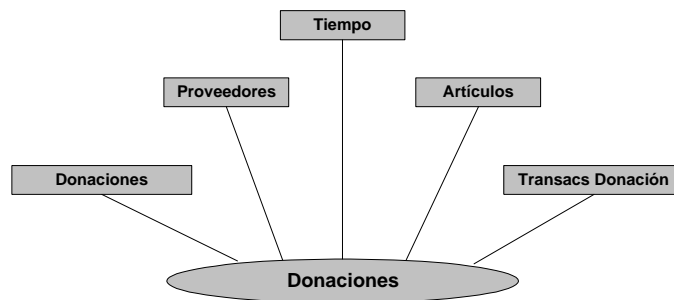 Tiempo
Proveedores
Artículos
Donaciones
Transacs Donación
Donaciones